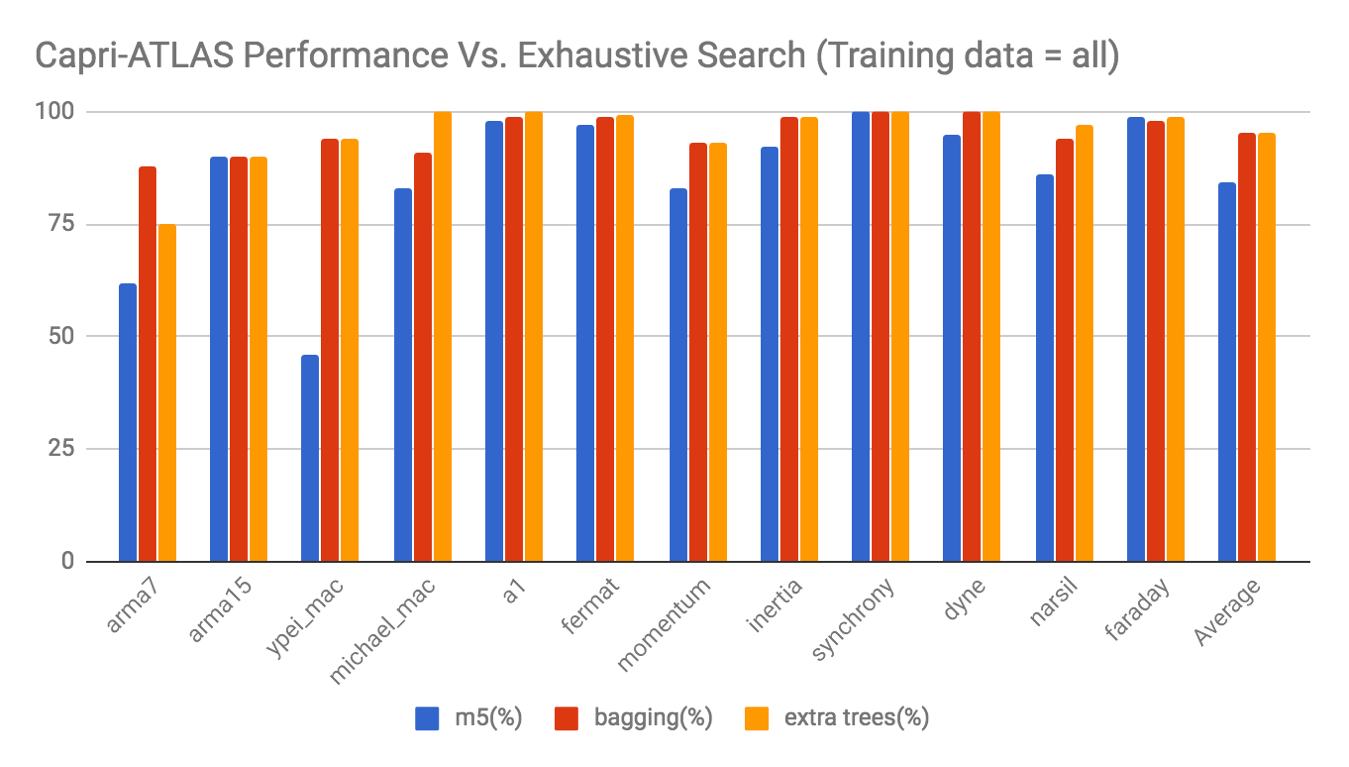 Capri-ATLAS Performance Vs. Exhaustive Search (Training data = all)
100
75
50
25
0
arma7
arma15
ypei_mac
michael_mac
a1
fermat
momentum
inertia
synchrony
dyne
narsil
faraday
Average
m5(%)
bagging(%)
extra trees(%)